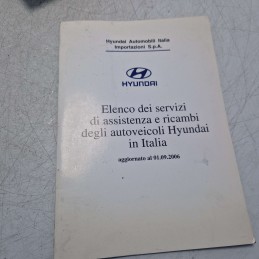 Hyundai Automobili Italia
Importazioni S.p.A.
HYUNDAI
Elenco dei servizi
di assistenza e ricambi
degli autoveicoli Hyundai
in Italia
aggiornato al 01.09.2006